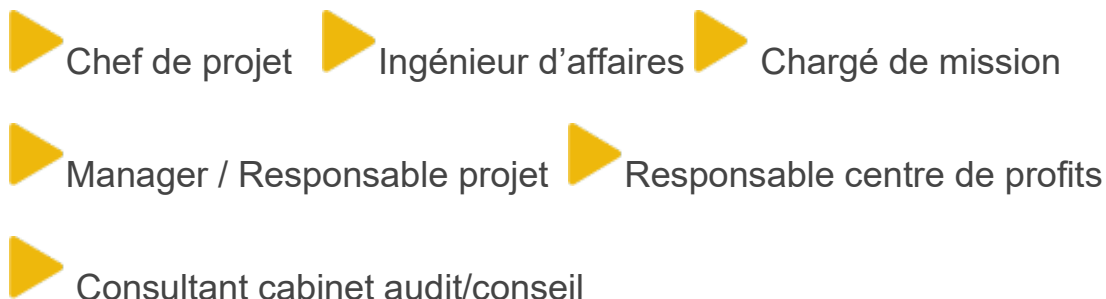 Chef de projet Ingénieur d’affaires Chargé de mission
Manager / Responsable projet Responsable centre de profits
Consultant cabinet audit/conseil